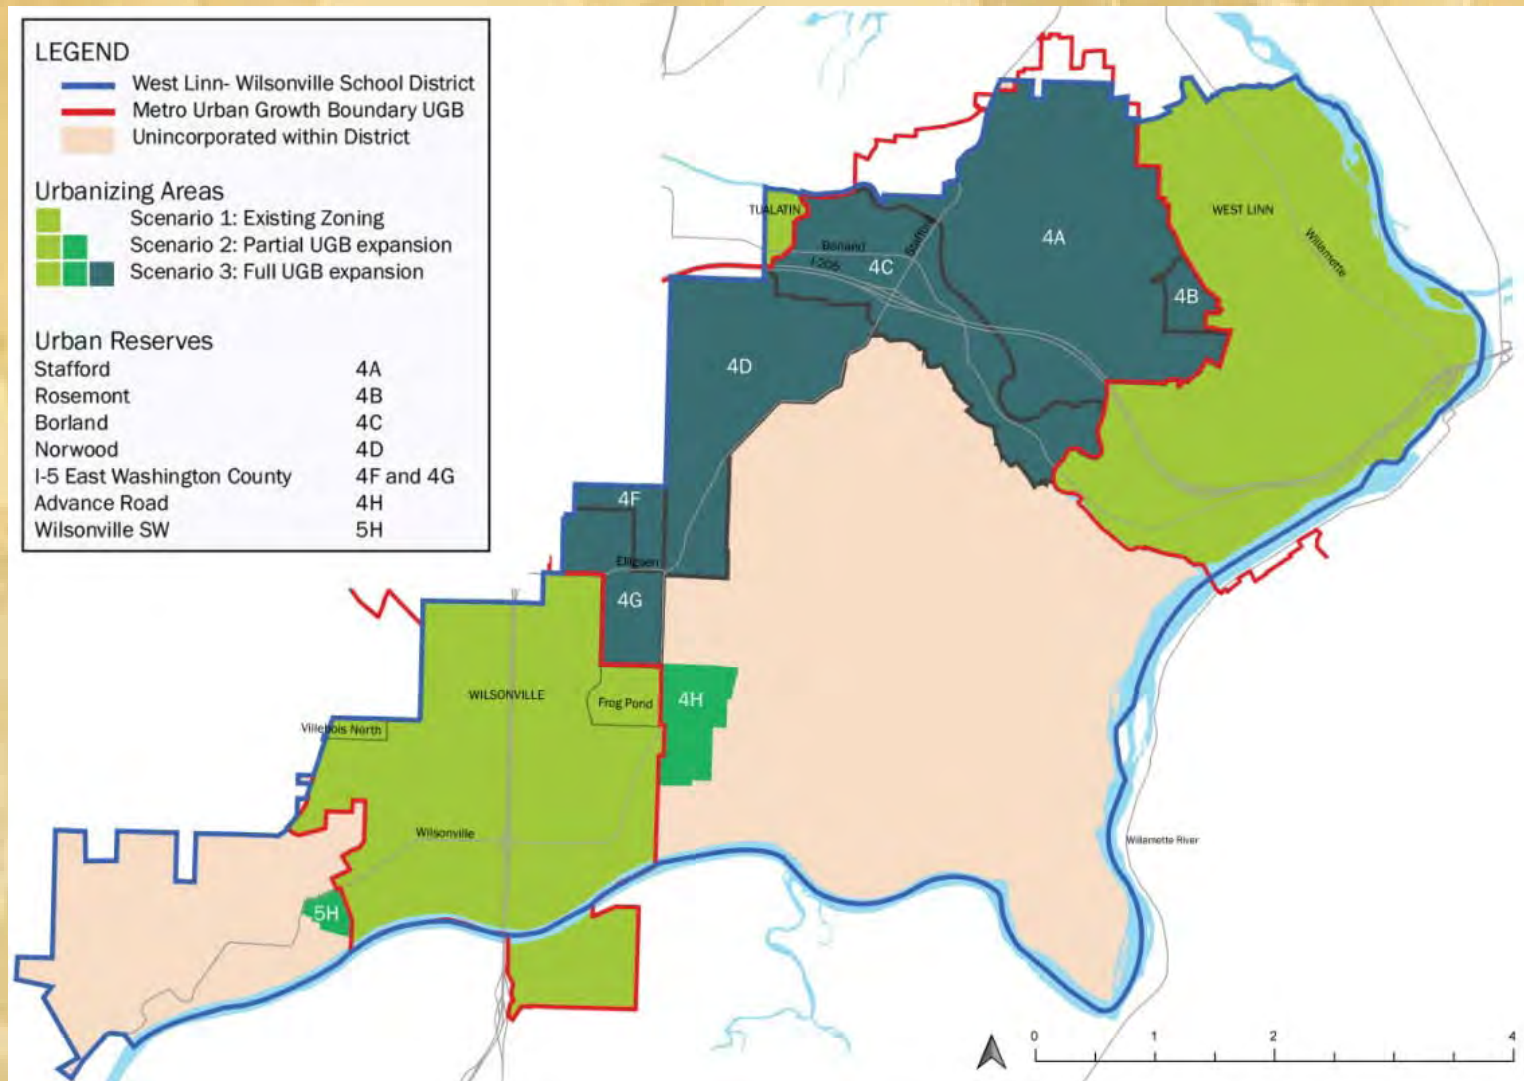 LEGEND
West Linn- Wilsonville School District
Metro Urban Growth Boundary UGB
Unincorporated within District
Urbanizing Areas
Scenario 1: Existing Zoning
Scenario 2: Partial UGB expansion
Scenario 3: Full UGB expansion
Urban Reserves
Stafford 4A
Rosemont 4B
Borland 4C
Norwood 4D
I-5 East Washington County 4F and 4G
Advance Road 4H
Wilsonville SW 5H
TUALATIN
WEST LINN
Willamette
Stafford
4A
Borland
I-205
4C
4B
4D
4F
Elligsen
4G
WILSONVILLE
Frog Pond
4H
Villebois North
Wilsonville
Willamette River
5H
0 1 2 4